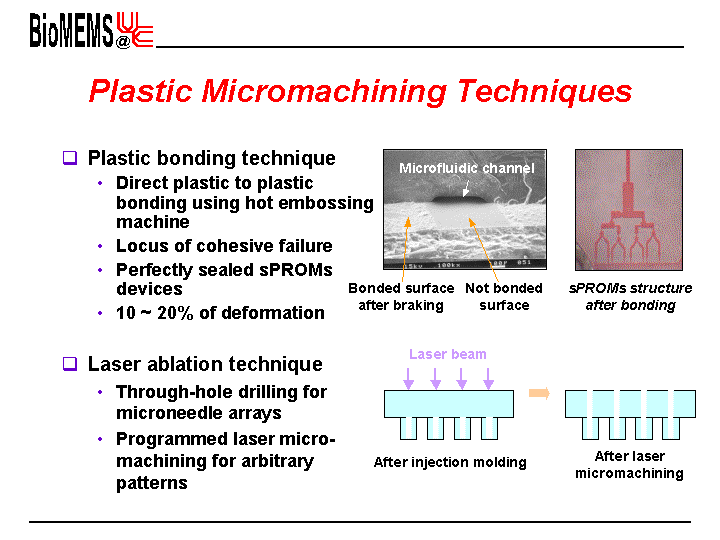 BioMEMS@UC
Plastic Micromachining Techniques
Plastic bonding technique
• Direct plastic to plastic
bonding using hot embossing
machine
• Locus of cohesive failure
• Perfectly sealed sPROMs
devices
• 10 ~ 20% of deformation
Microfluidic channel
15kV 100kx 051
Bonded surface
after braking
Not bonded
surface
sPROMs structure
after bonding
Laser ablation technique
• Through-hole drilling for
microneedle arrays
• Programmed laser micro-
machining for arbitrary
patterns
Laser beam
After injection molding
After laser
micromachining